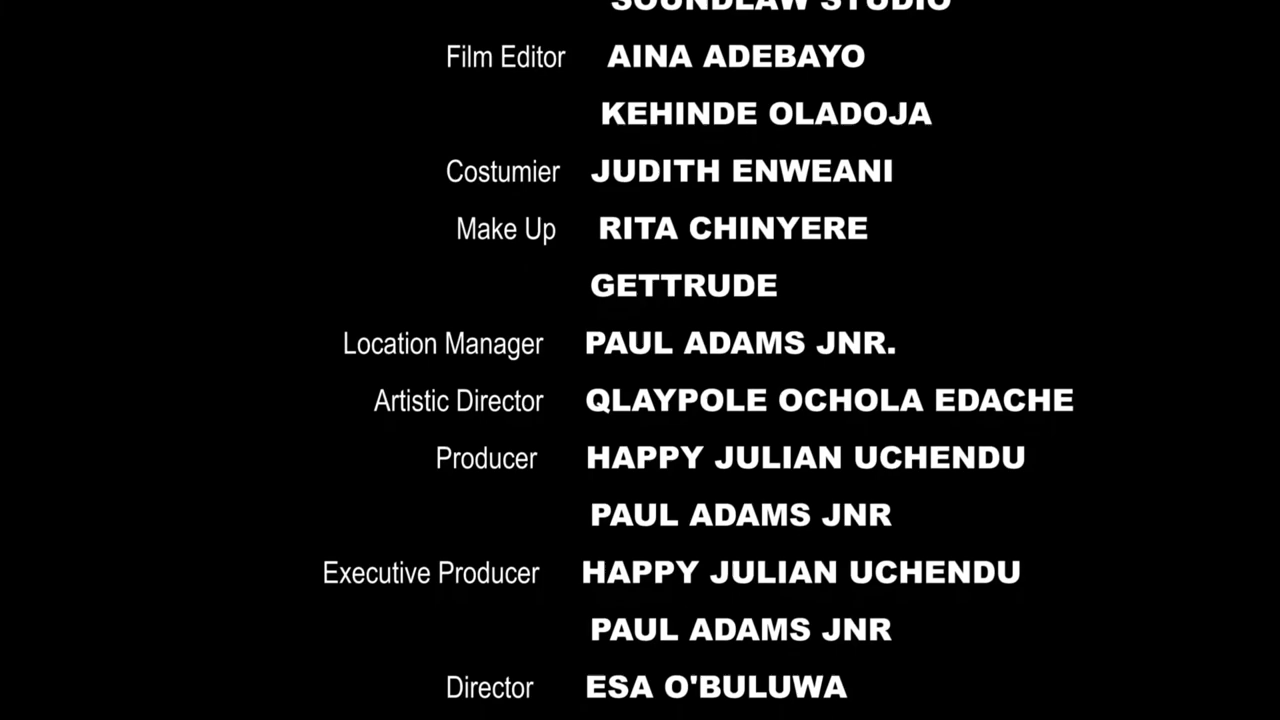 SOUNDLAW STUDIO
Film Editor AINA ADEBAYO
KEHINDE OLADOJA
Costumier JUDITH ENWEANI
Make Up RITA CHINYERE
GETTRUDE
Location Manager PAUL ADAMS JNR.
Artistic Director QLAYPOLE OCHOLA EDACHE
Producer HAPPY JULIAN UCHENDU
PAUL ADAMS JNR
Executive Producer HAPPY JULIAN UCHENDU
PAUL ADAMS JNR
Director ESA O'BULUWA